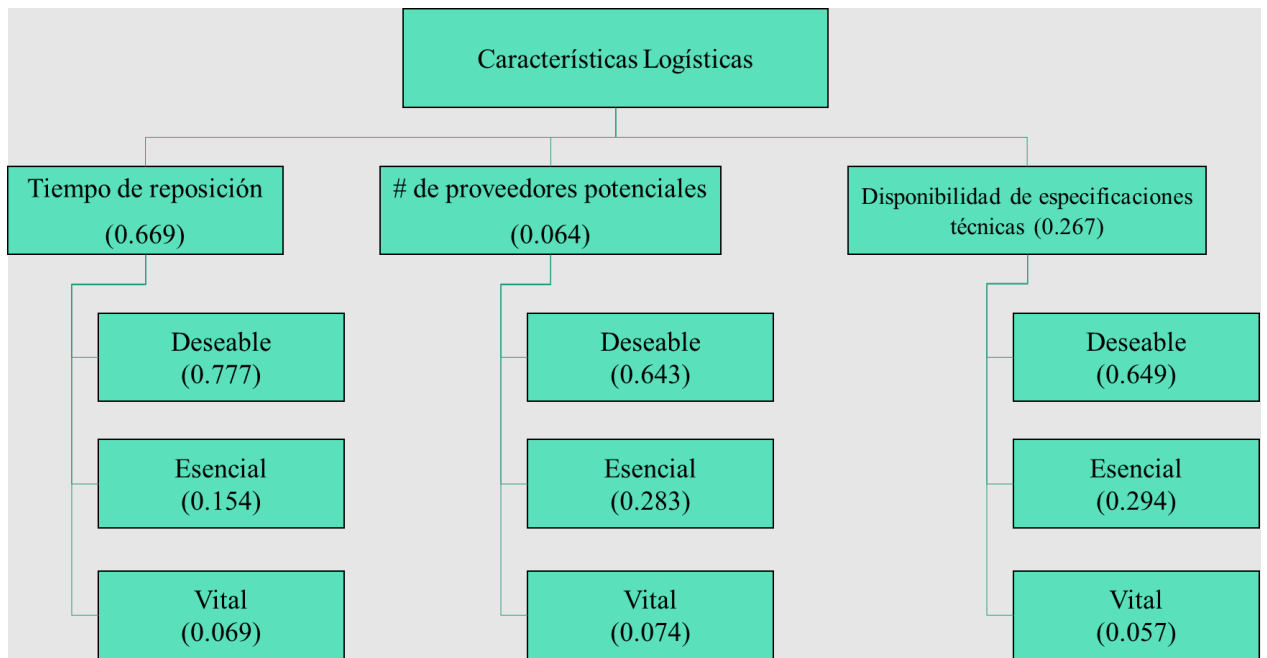 Características Logísticas
Tiempo de reposición
(0.669)
# de proveedores potenciales
(0.064)
Disponibilidad de especificaciones
técnicas (0.267)
Deseable
(0.777)
Esencial
(0.154)
Vital
(0.069)
Deseable
(0.643)
Esencial
(0.283)
Vital
(0.074)
Deseable
(0.649)
Esencial
(0.294)
Vital
(0.057)